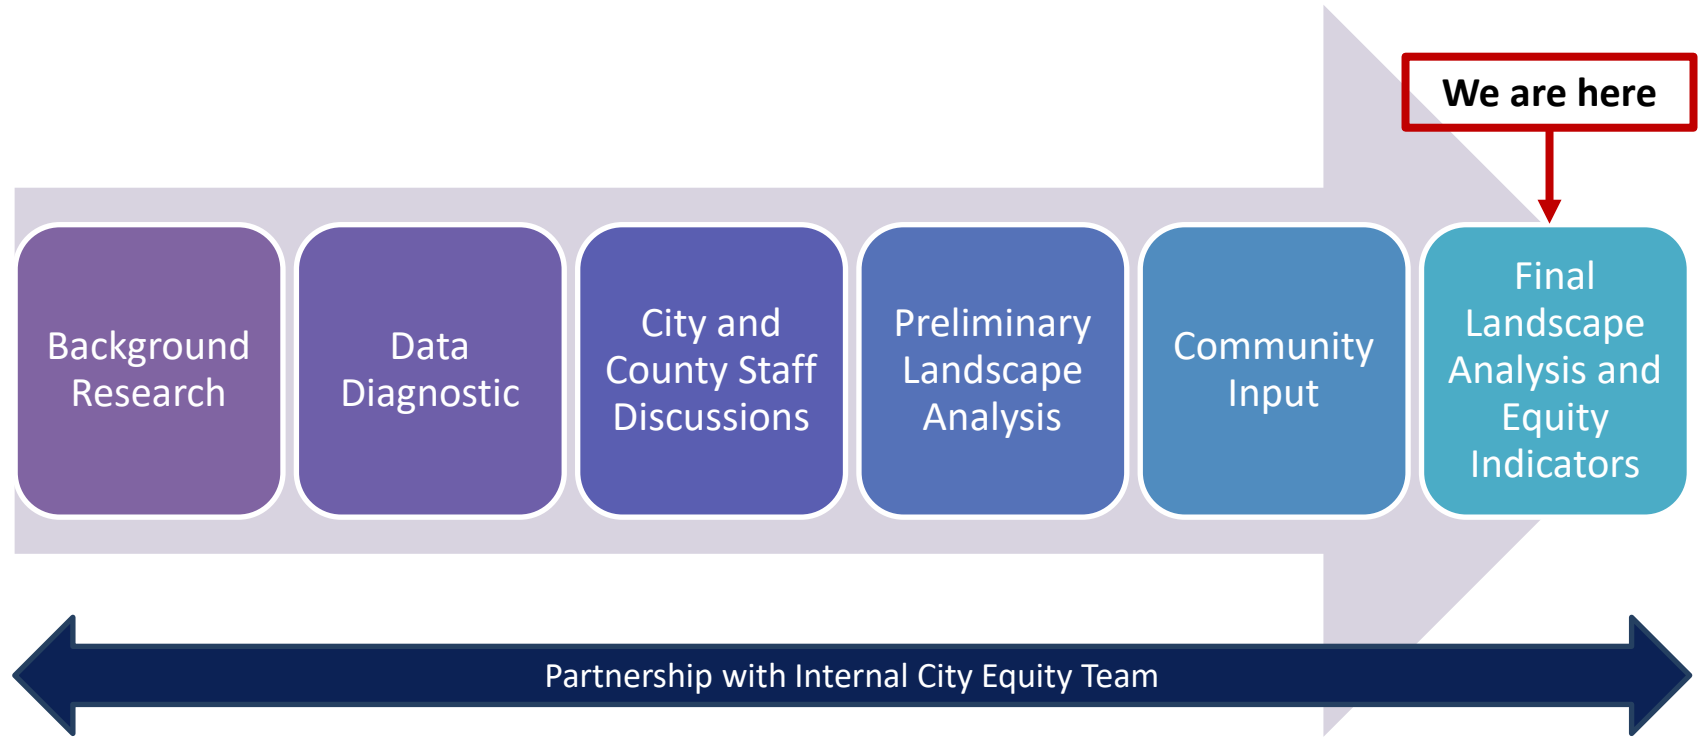 We are here
Background
Research
Data
Diagnostic
City and
County Staff
Discussions
Preliminary
Landscape
Analysis
Community
Input
Final
Landscape
Analysis and
Equity
Indicators
Partnership with Internal City Equity Team